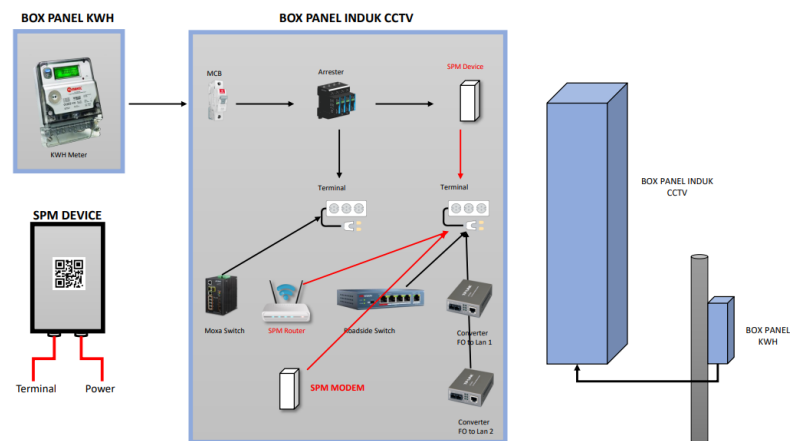 BOX PANEL KWH
BOX PANEL INDUK CCTV
MCB
Arrester
SPM Device
KWH Meter
Terminal
Terminal
BOX PANEL INDUK
CCTV
SPM DEVICE
Moxa Switch
SPM Router
Roadside Switch
Converter
FO to Lan 1
BOX PANEL
KWH
Terminal
Power
SPM MODEM
Converter
FO to Lan 2